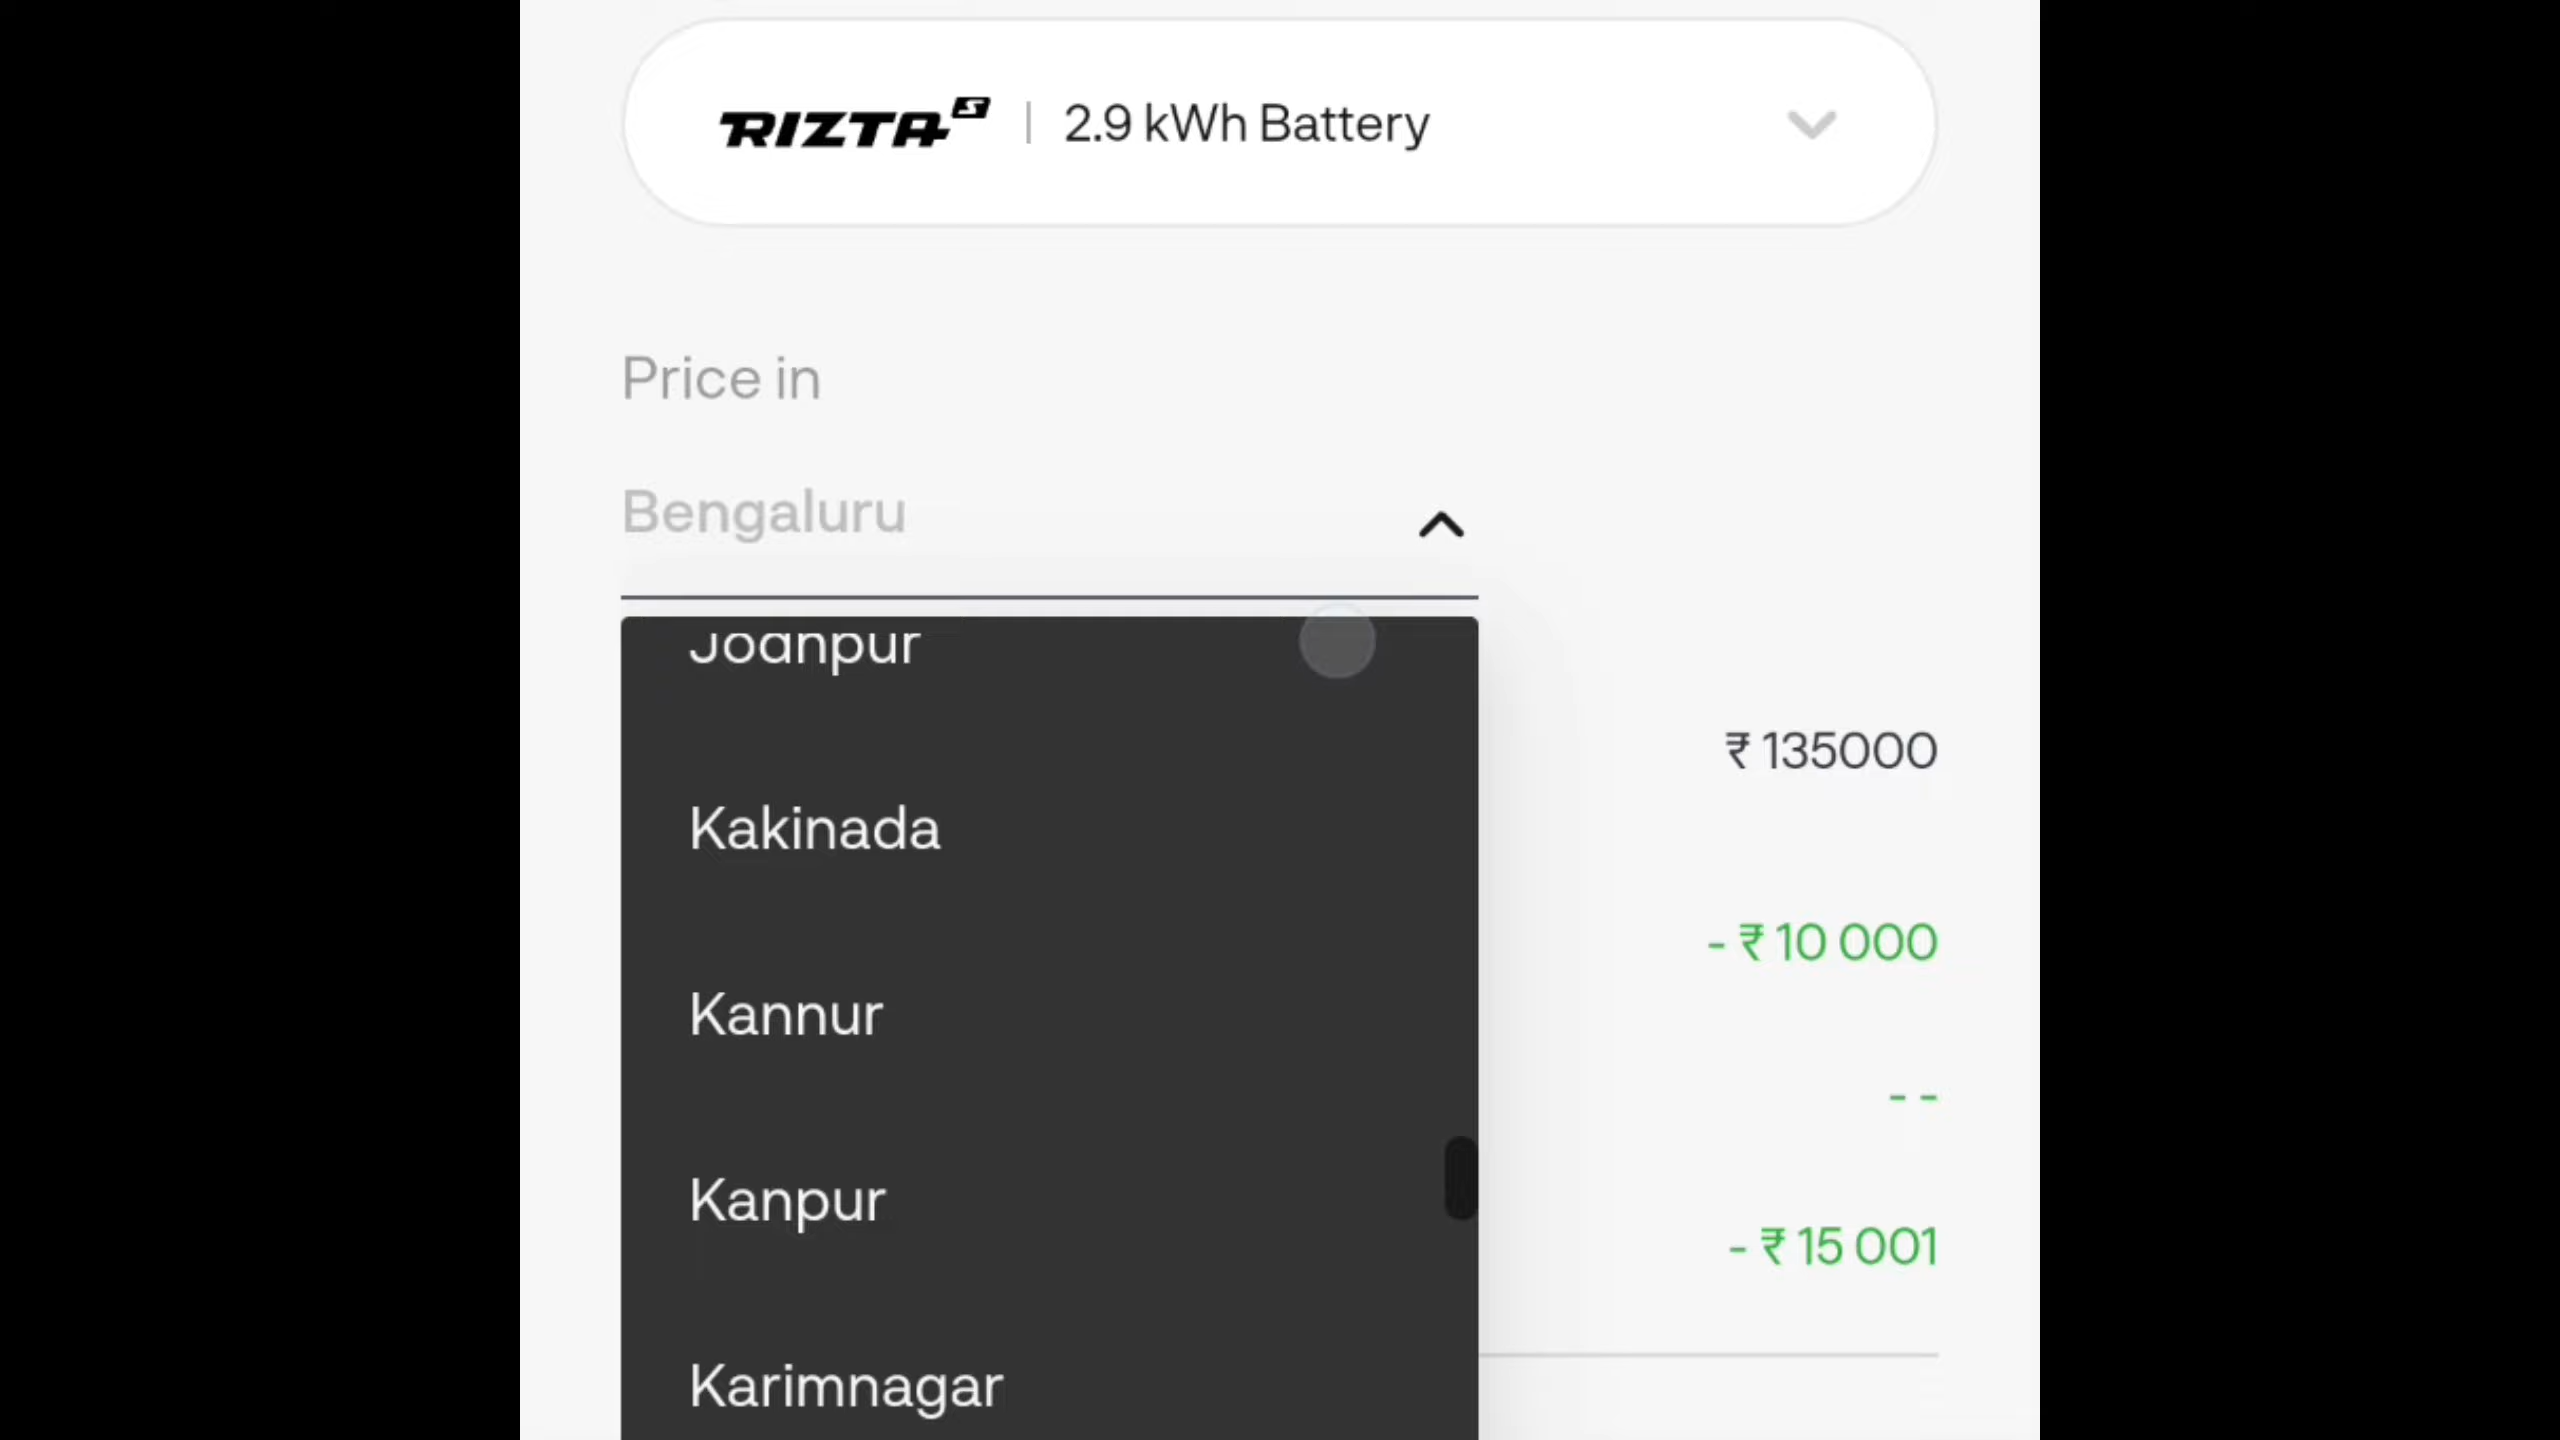 RIZTA S | 2.9 kWh Battery
Price in
Bengaluru
Jodhpur
₹ 135000
Kakinada
- ₹ 10 000
Kannur
- -
Kanpur
- ₹ 15 001
Karimnagar